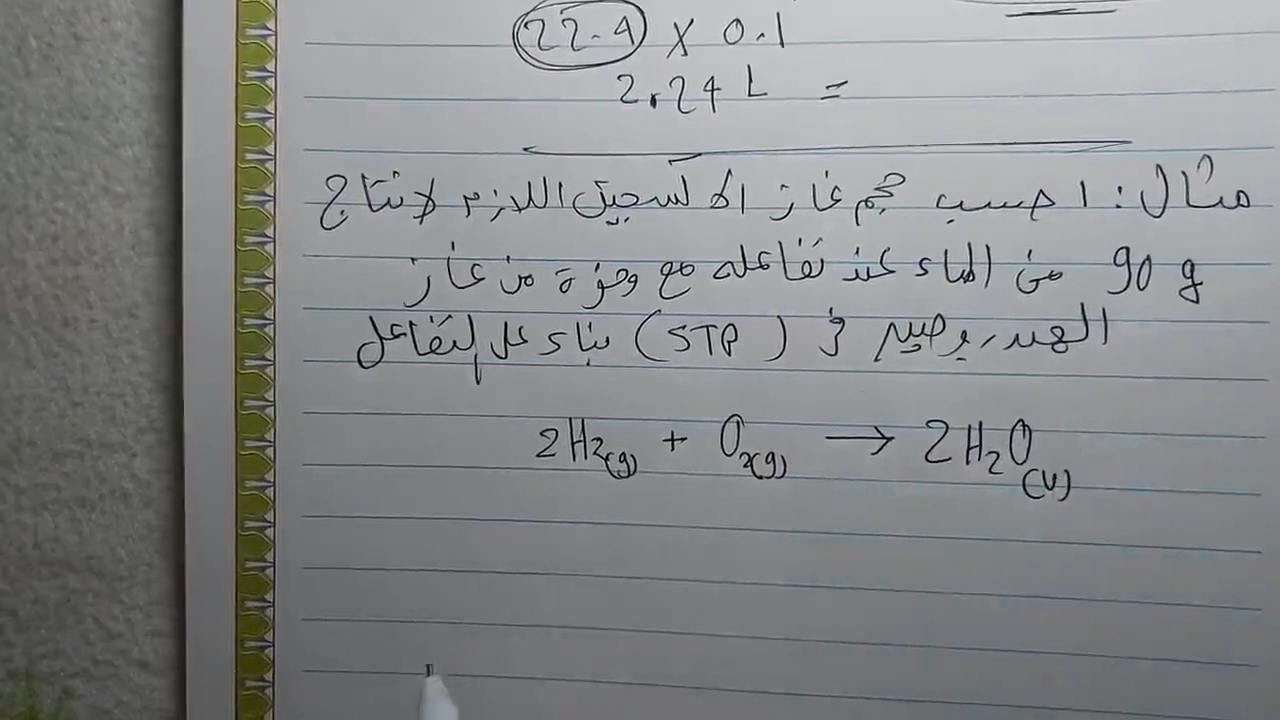 22.4 X 0.1
2.24 L =
مثال : احسب حجم غاز الاكسجين اللازم لانتاج
90 g من الماء عند تفاعله مع وفرة من غاز
الهيدروجين في (STP) بناء على التفاعل
2H₂(g) + O₂(g) → 2H₂O(v)